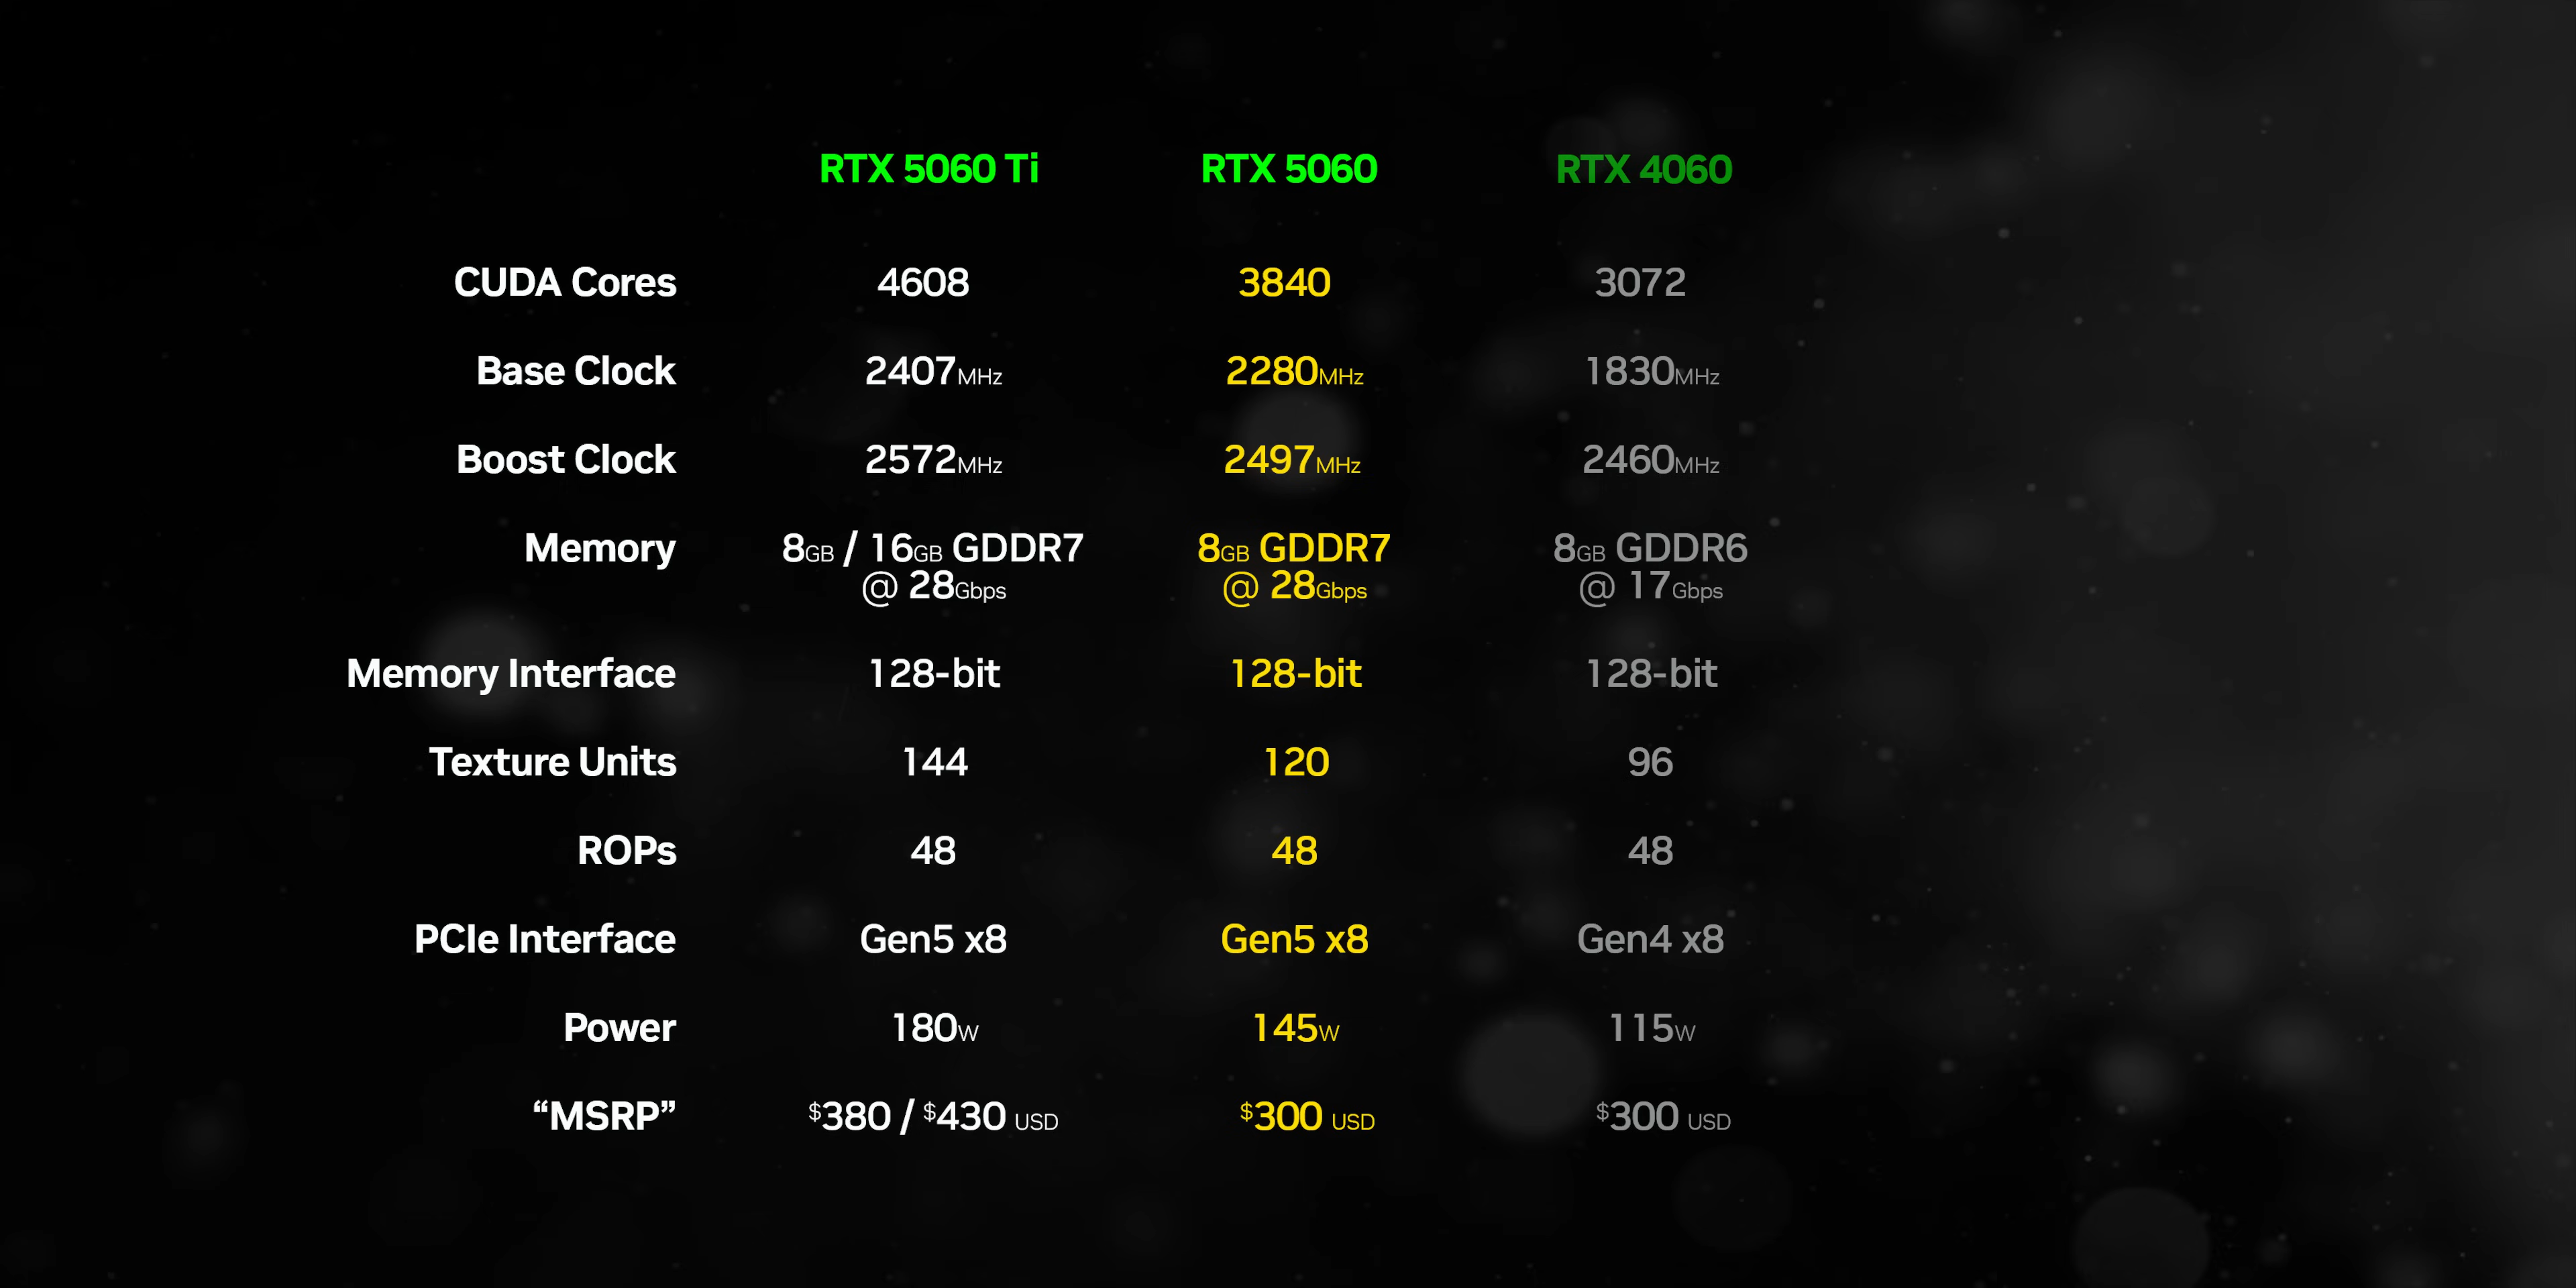 RTX 5060 Ti RTX 5060 RTX 4060
CUDA Cores 4608 3840 3072
Base Clock 2407MHz 2280MHz 1830MHz
Boost Clock 2572MHz 2497MHz 2460MHz
Memory 8GB / 16GB GDDR7 8GB GDDR7 8GB GDDR6
@ 28Gbps @ 28Gbps @ 17Gbps
Memory Interface 128-bit 128-bit 128-bit
Texture Units 144 120 96
ROPs 48 48 48
PCIe Interface Gen5 x8 Gen5 x8 Gen4 x8
Power 180W 145W 115W
“MSRP” $380 / $430 USD $300 USD $300 USD